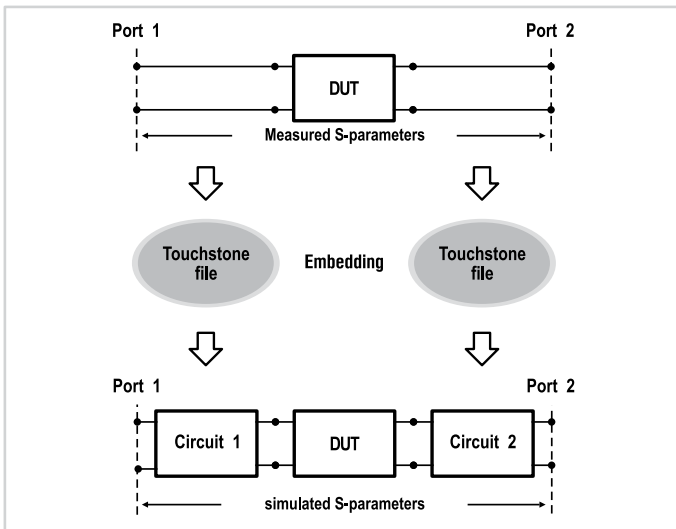 Port 1
Port 2
DUT
Measured S-parameters
Touchstone
file
Embedding
Touchstone
file
Port 1
Port 2
Circuit 1
DUT
Circuit 2
simulated S-parameters